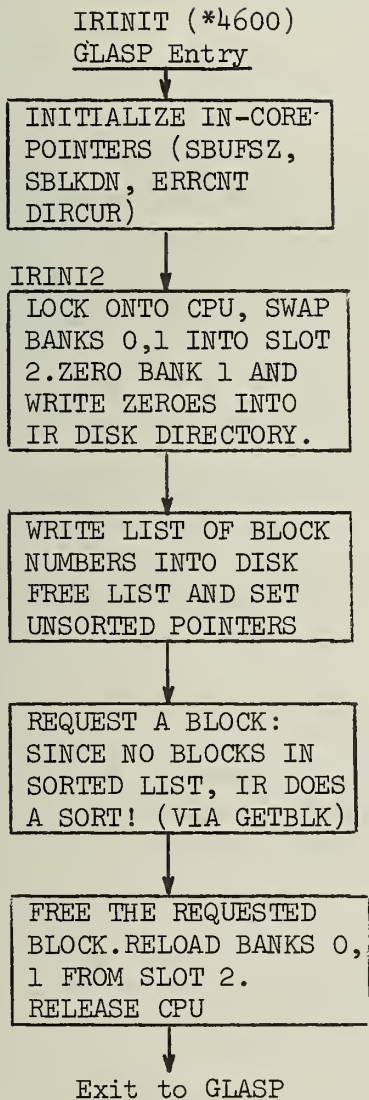 IRINIT (*4600)
GLASP Entry
INITIALIZE IN-CORE
POINTERS (SBUFSZ,
SBLKDN, ERRCNT
DIRCUR)
IRINI2
LOCK ONTO CPU, SWAP
BANKS 0,1 INTO SLOT
2.ZERO BANK 1 AND
WRITE ZEROES INTO
IR DISK DIRECTORY.
WRITE LIST OF BLOCK
NUMBERS INTO DISK
FREE LIST AND SET
UNSORTED POINTERS
REQUEST A BLOCK:
SINCE NO BLOCKS IN
SORTED LIST, IR DOES
A SORT! (VIA GETBLK)
FREE THE REQUESTED
BLOCK.RELOAD BANKS 0,
1 FROM SLOT 2.
RELEASE CPU
Exit to GLASP